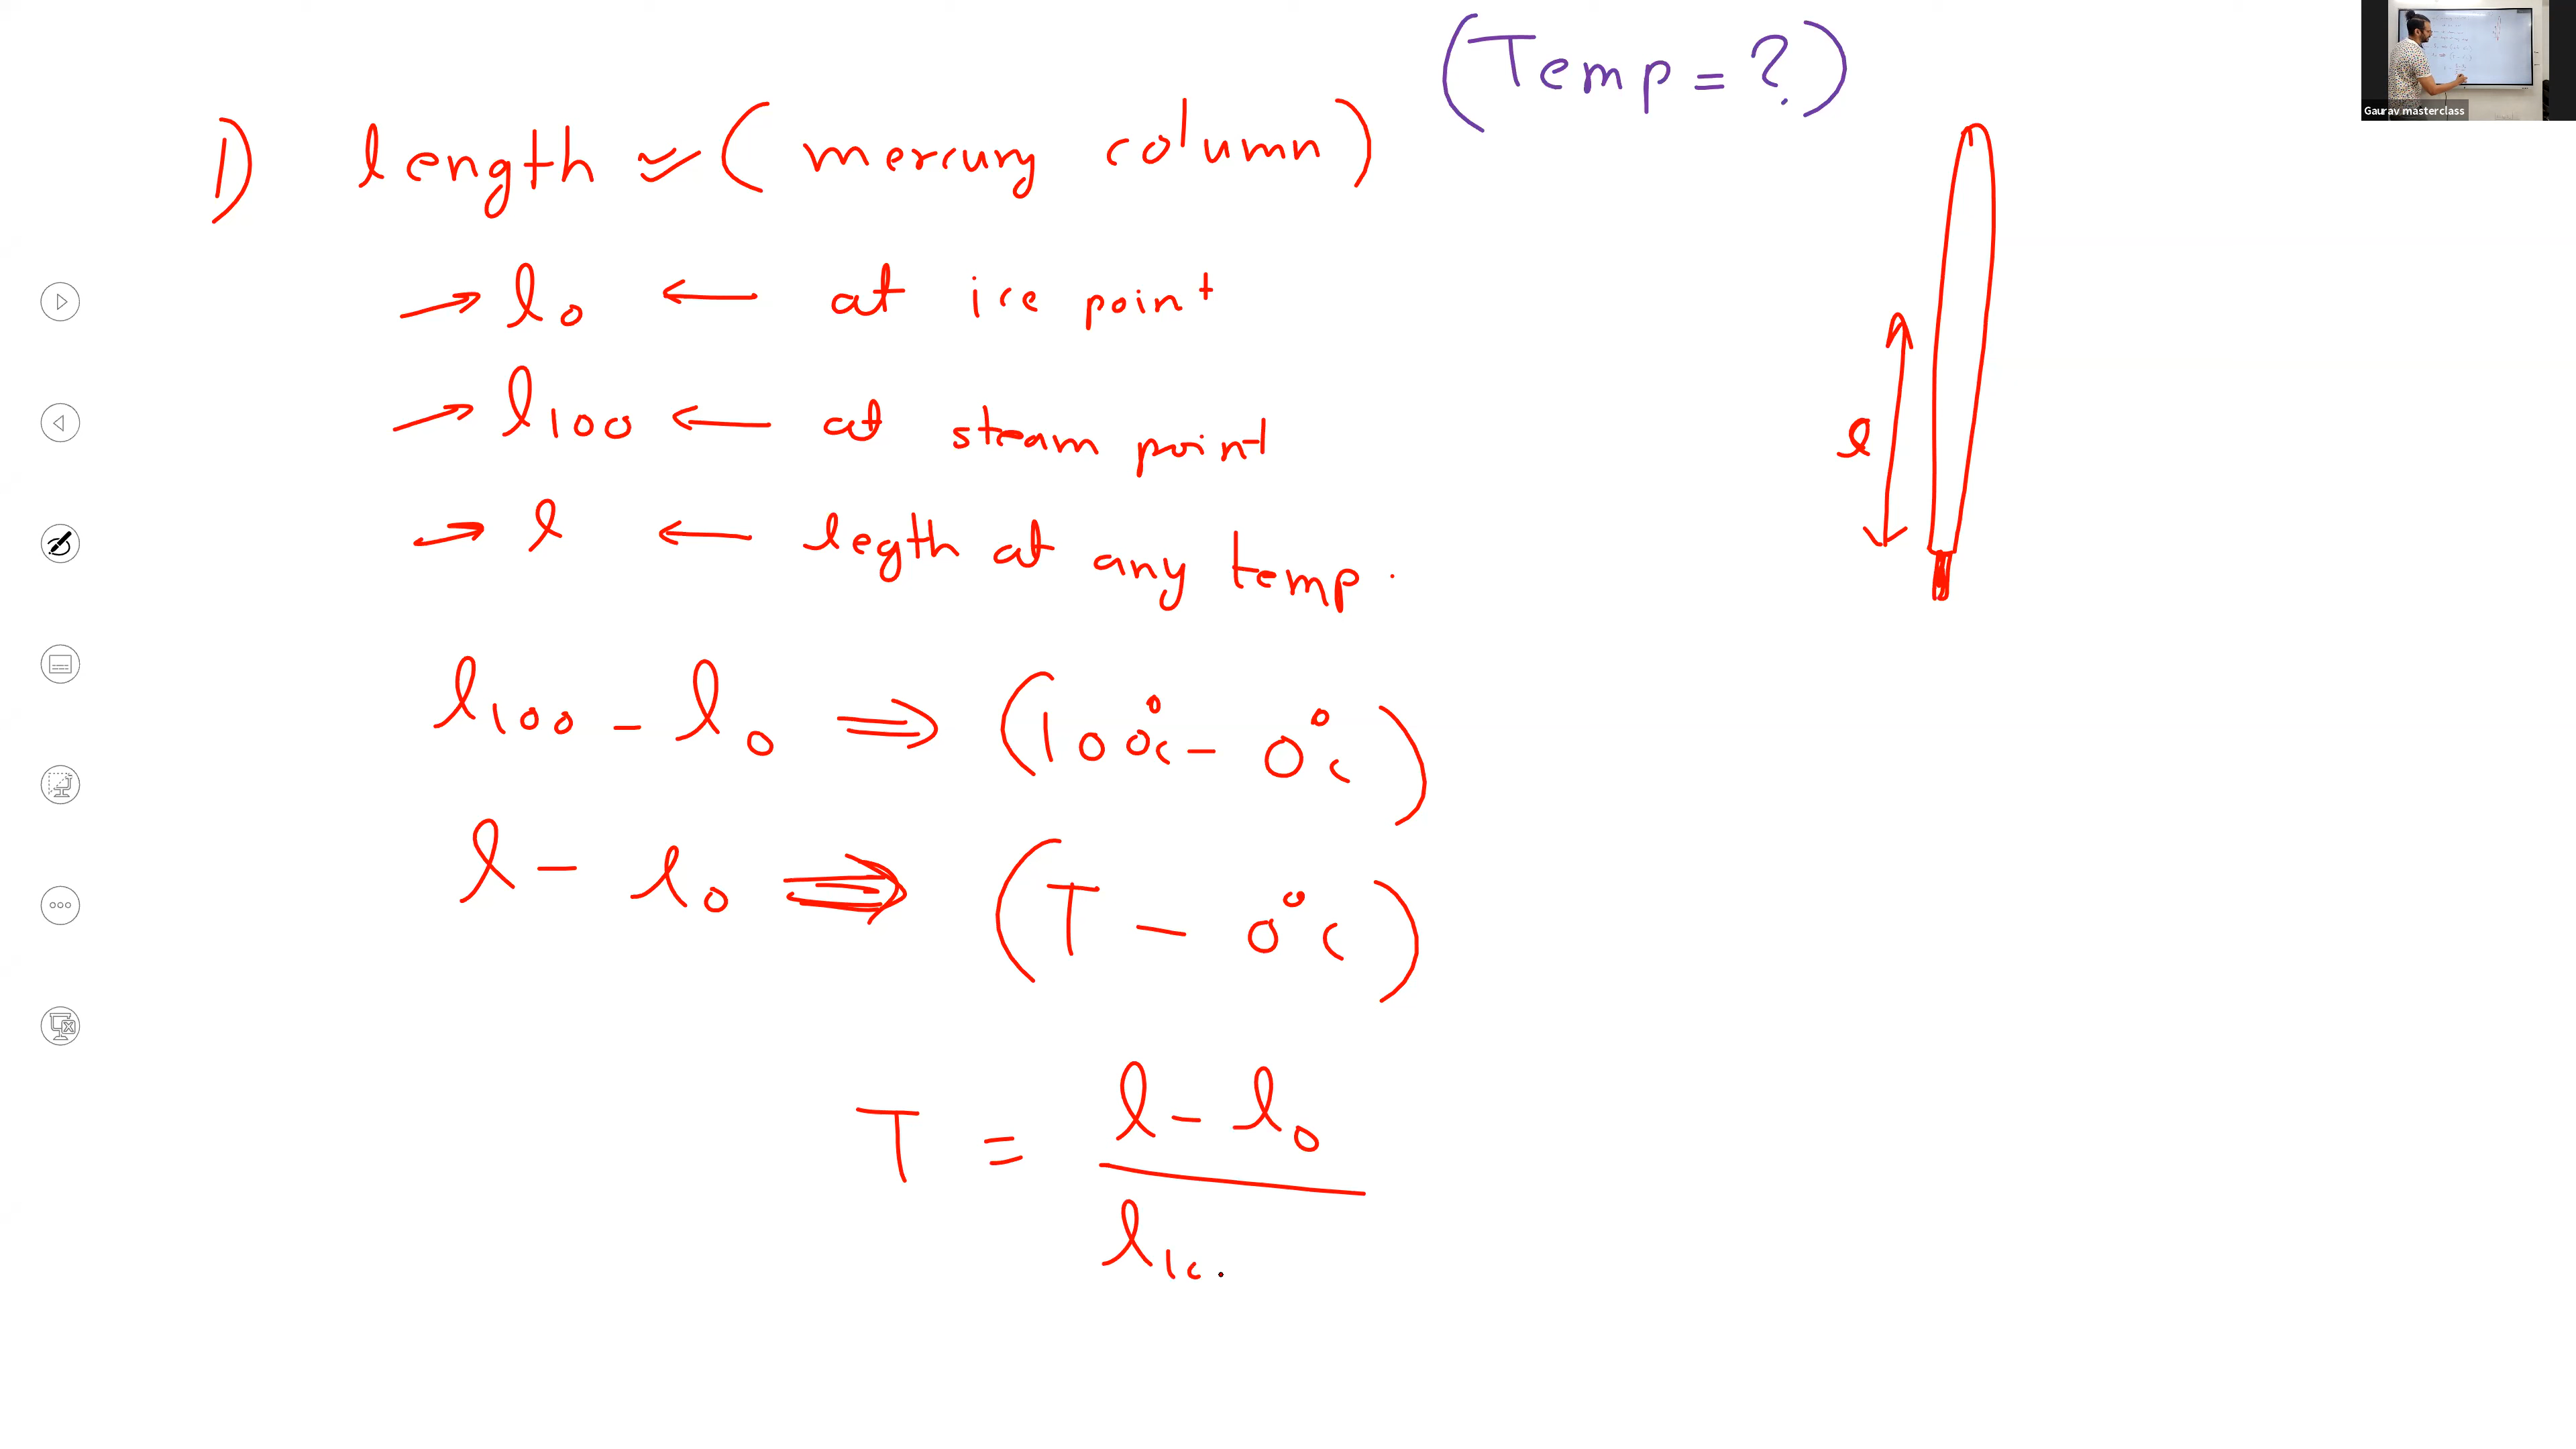 (Temp = ?)
Gaurav masterclass
1) length ~ (mercury column)
→ l₀ ← at ice point
→ l₁₀₀ ← at steam point
→ l ← legth at any temp.
l
l₁₀₀ - l₀ ⇒ (100°c - 0°c)
l - l₀ ⇒ (T - 0°c)
T = l - l₀
l₁₀